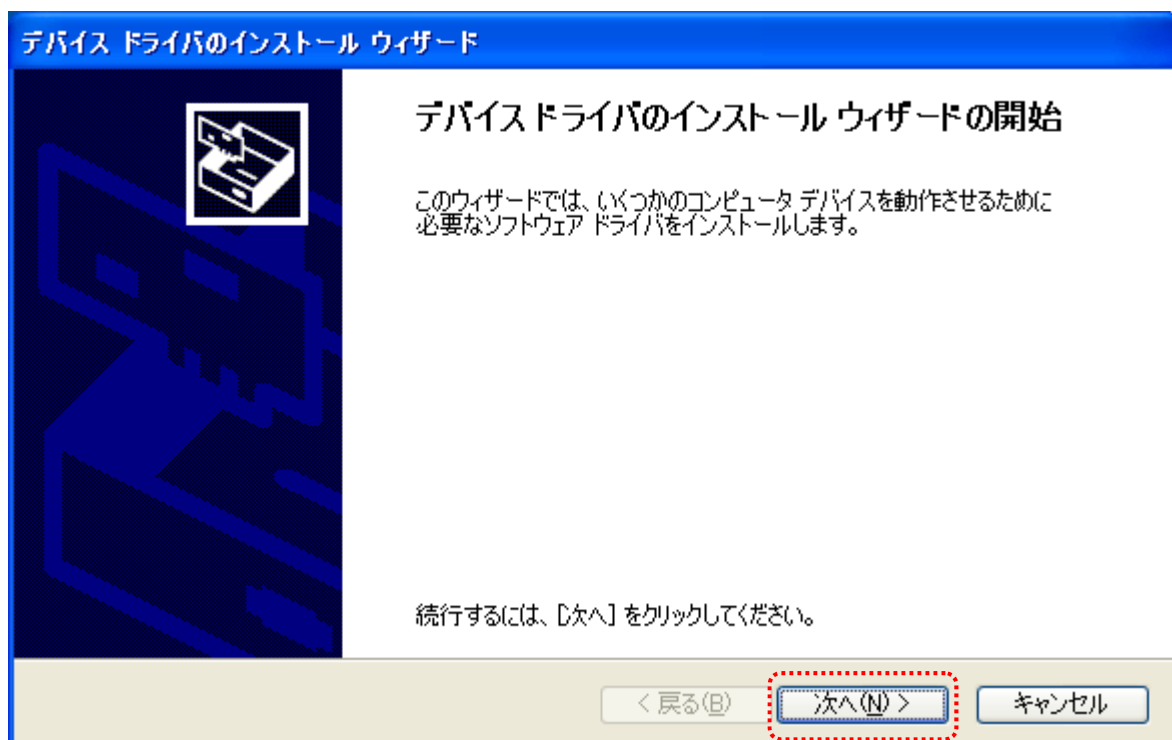 デバイス ドライバのインストール ウィザード
デバイス ドライバのインストール ウィザードの開始
このウィザードでは、いくつかのコンピュータ デバイスを動作させるために
必要なソフトウェア ドライバをインストールします。
続行するには、[次へ] をクリックしてください。
< 戻る(B) 次へ(N) > キャンセル